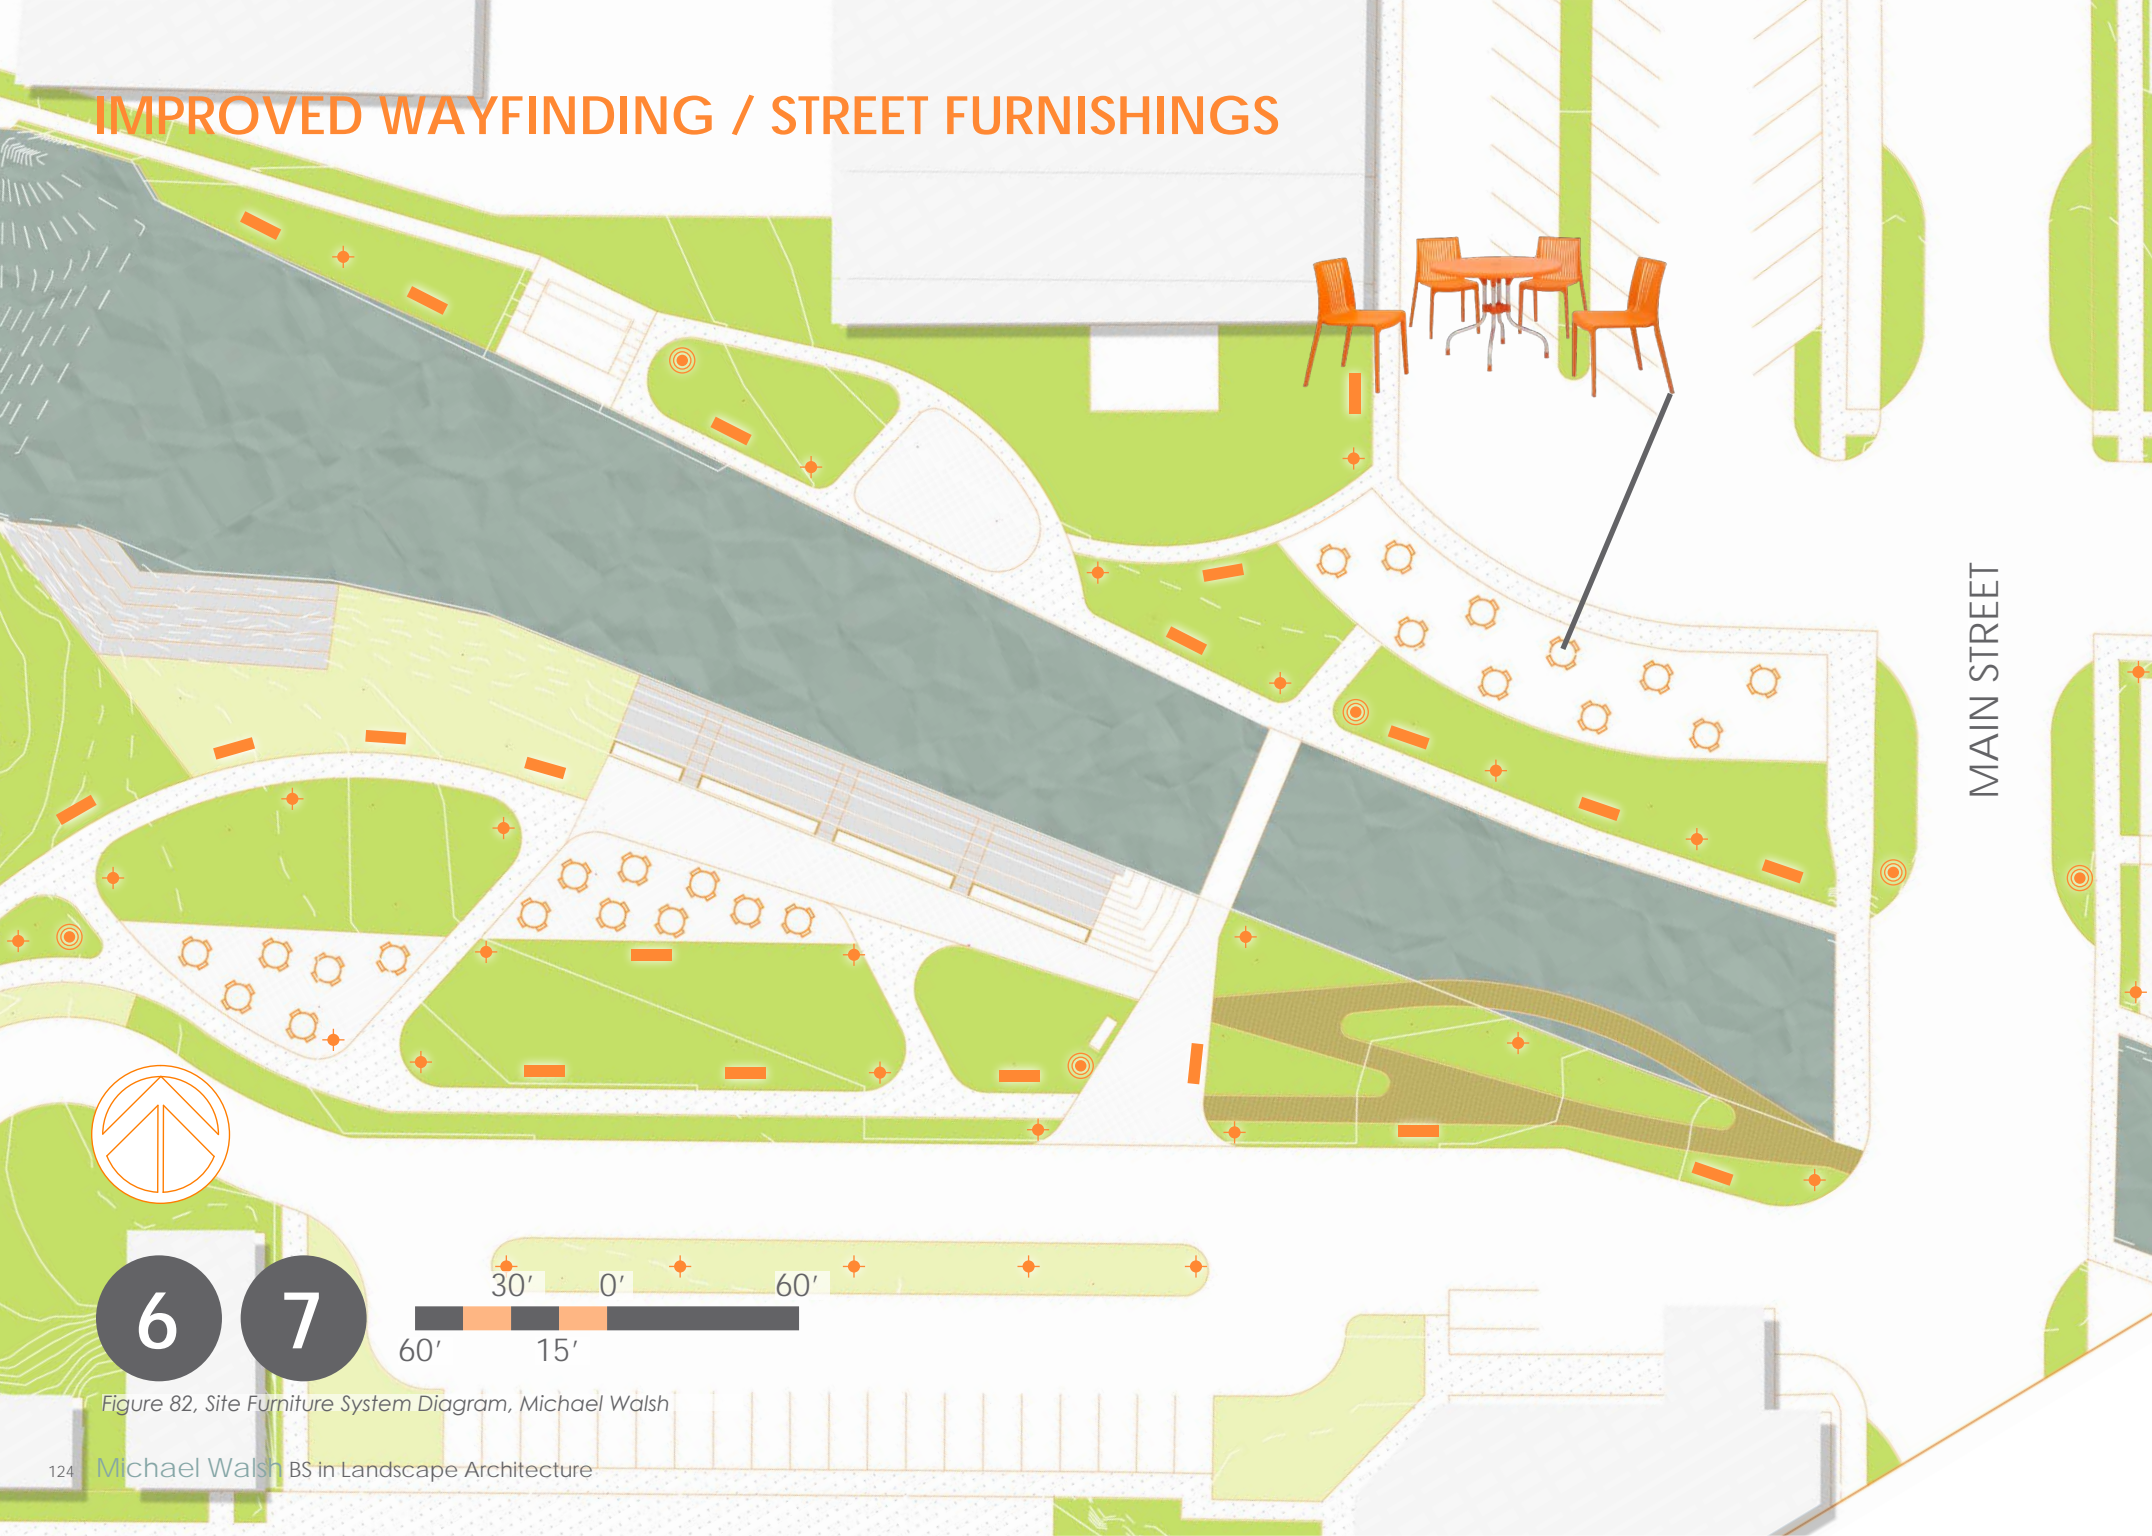 IMPROVED WAYFINDING / STREET FURNISHINGS
MAIN STREET
6 7
30’ 0’ 60’
60’ 15’
Figure 82, Site Furniture System Diagram, Michael Walsh
124 Michael Walsh BS in Landscape Architecture